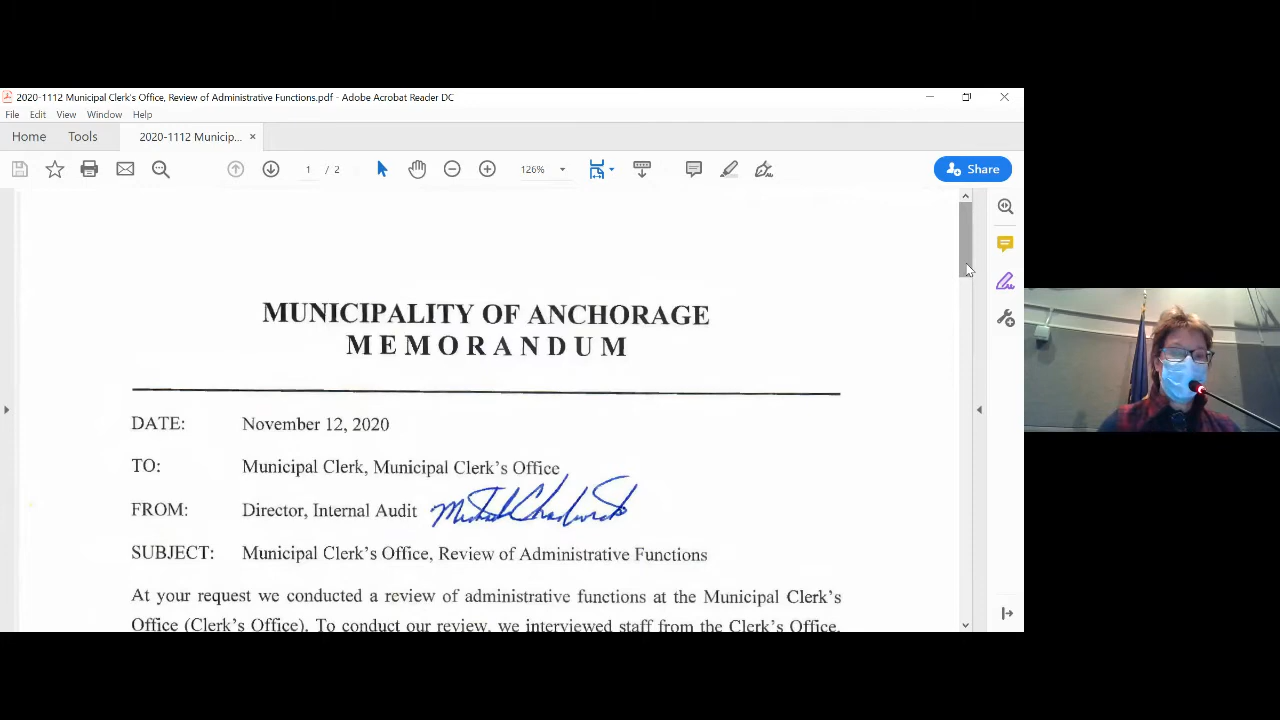 2020-1112 Municipal Clerk's Office, Review of Administrative Functions.pdf - Adobe Acrobat Reader DC
File Edit View Window Help
Home Tools 2020-1112 Municip... ×
1 / 2 126% Share
MUNICIPALITY OF ANCHORAGE
MEMORANDUM
DATE: November 12, 2020
TO: Municipal Clerk, Municipal Clerk's Office
FROM: Director, Internal Audit
SUBJECT: Municipal Clerk's Office, Review of Administrative Functions
At your request we conducted a review of administrative functions at the Municipal Clerk's
Office (Clerk's Office). To conduct our review, we interviewed staff from the Clerk's Office,